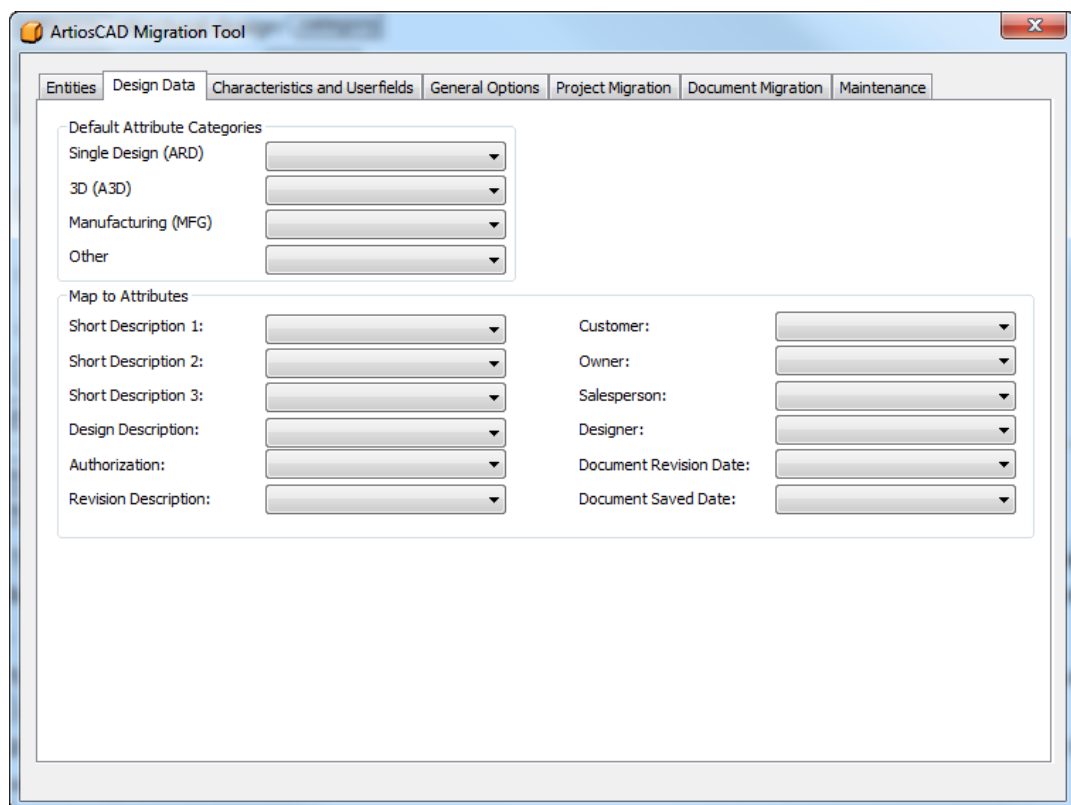 ArtiosCAD Migration Tool
Entities Design Data Characteristics and Userfields General Options Project Migration Document Migration Maintenance
Default Attribute Categories
Single Design (ARD)
3D (A3D)
Manufacturing (MFG)
Other
Map to Attributes
Short Description 1: Customer:
Short Description 2: Owner:
Short Description 3: Salesperson:
Design Description: Designer:
Authorization: Document Revision Date:
Revision Description: Document Saved Date: